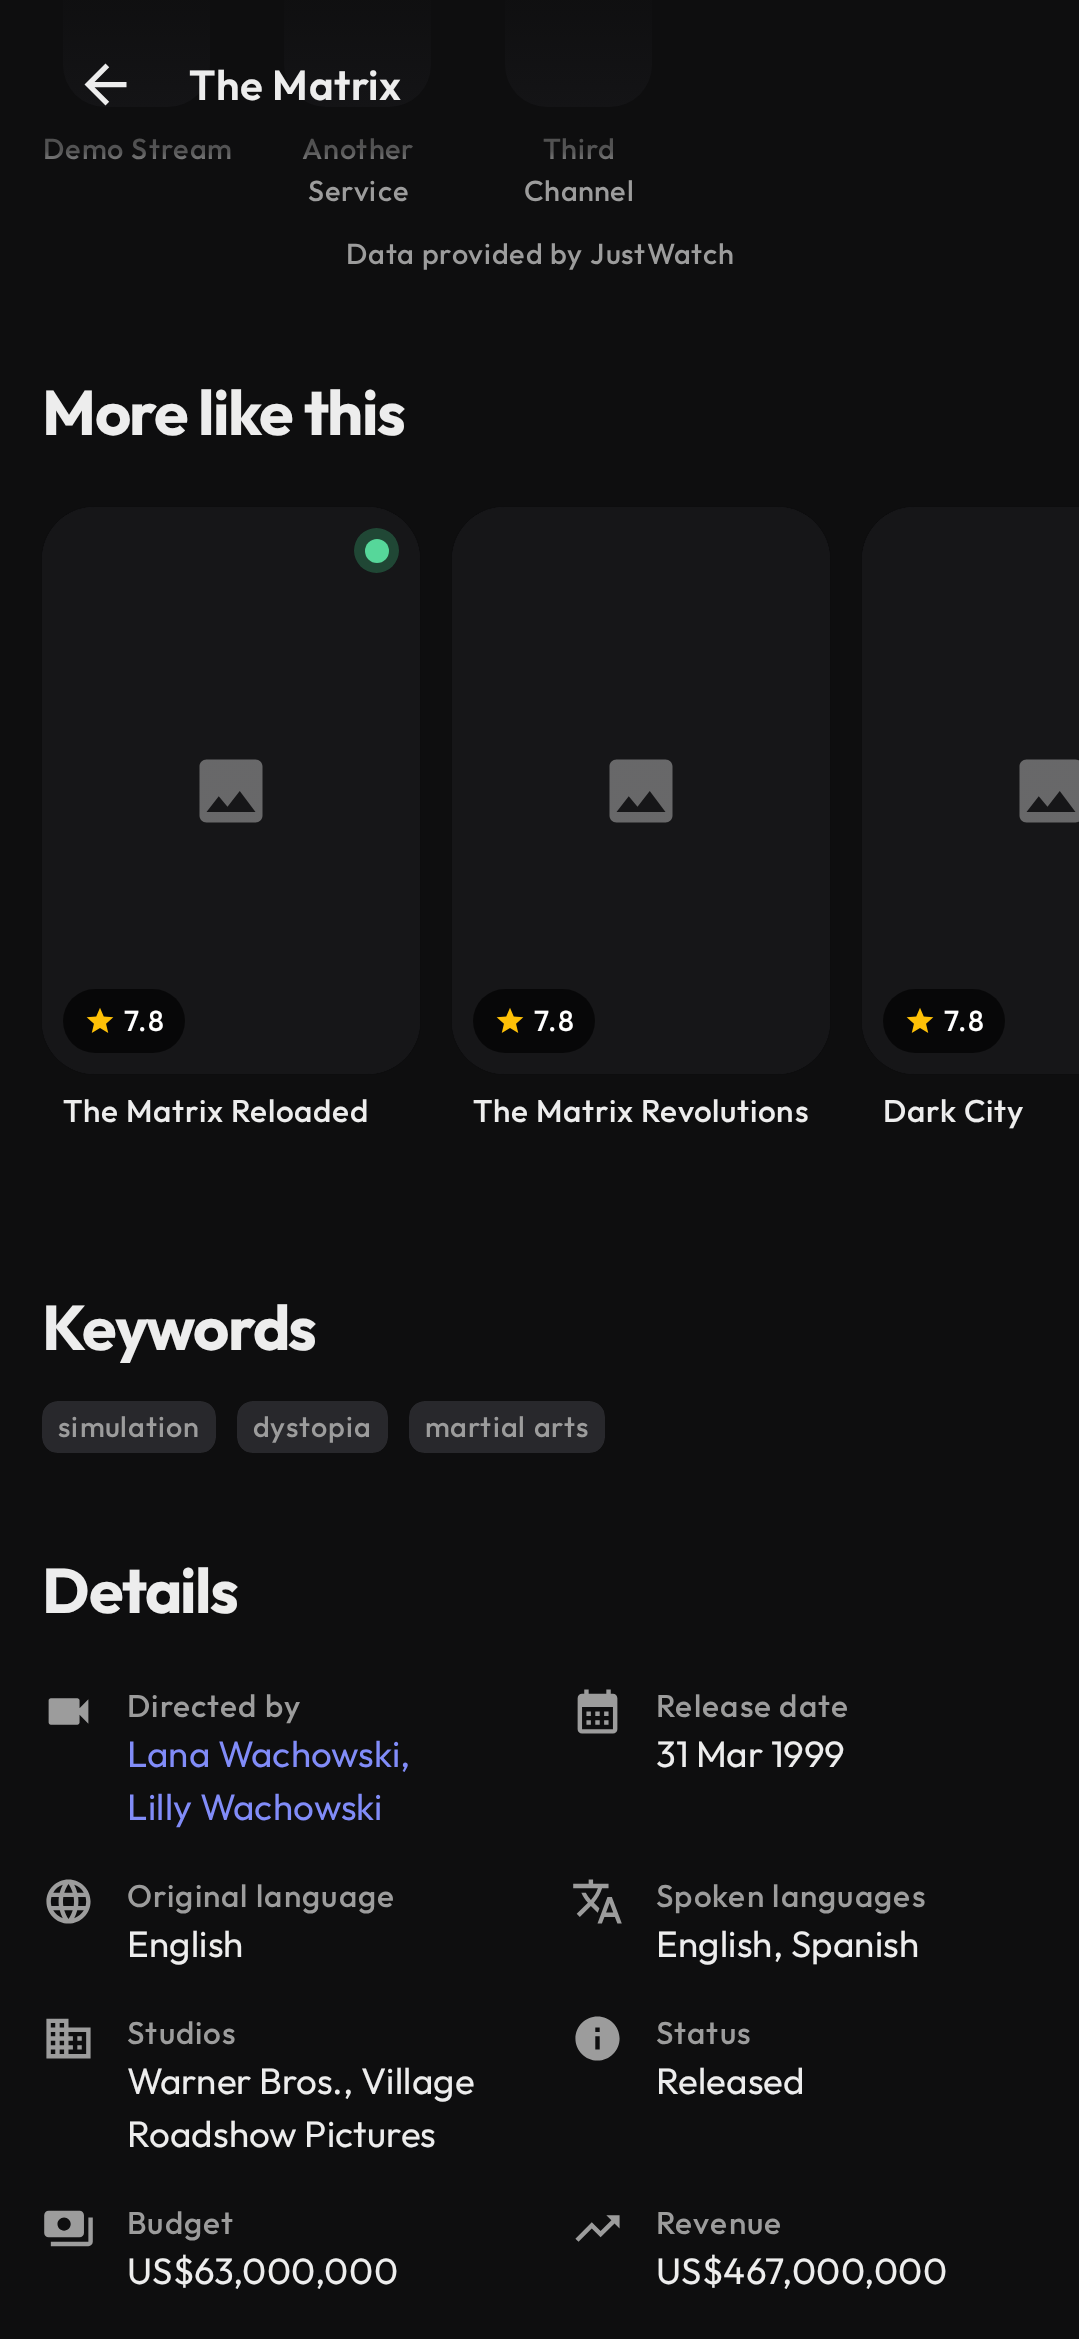 The Matrix
Demo Stream
Another
Service
Third
Channel
Data provided by JustWatch
More like this
7.8
7.8
7.8
The Matrix Reloaded
The Matrix Revolutions
Dark City
Keywords
simulation
dystopia
martial arts
Details
Directed by
Lana Wachowski,
Lilly Wachowski
Release date
31 Mar 1999
Original language
English
Spoken languages
English, Spanish
Studios
Warner Bros., Village
Roadshow Pictures
Status
Released
Budget
US$63,000,000
Revenue
US$467,000,000